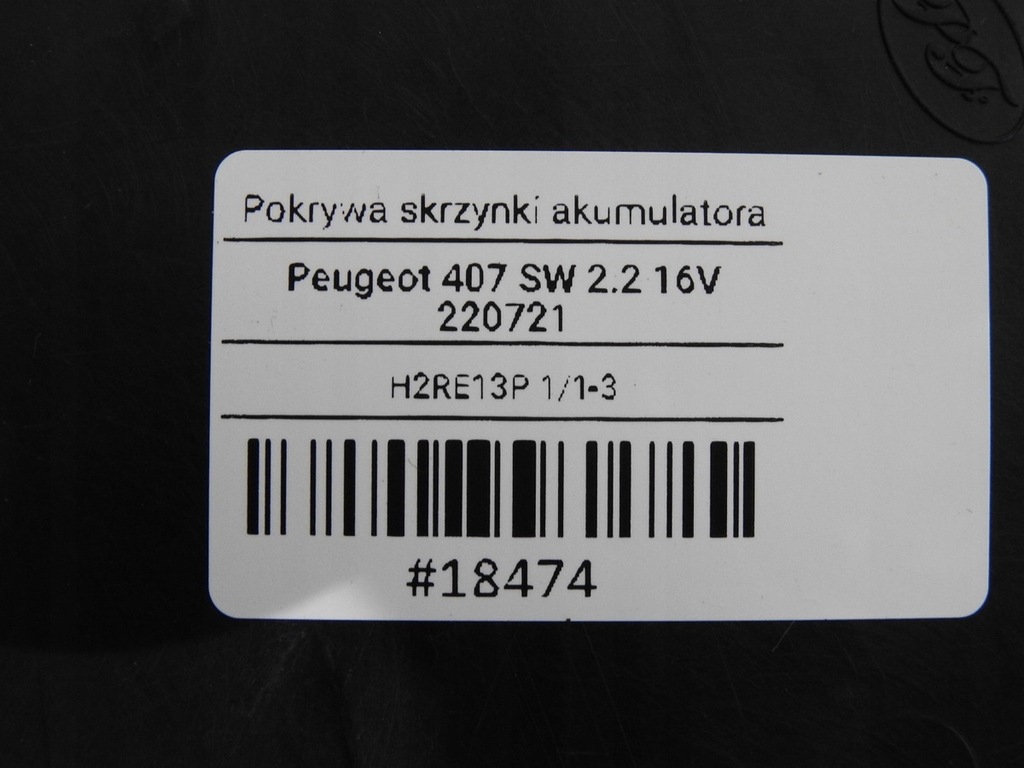 Pokrywa skrzynki akumulatora
Peugeot 407 SW 2.2 16V
220721
H2RE13P 1/1-3
#18474